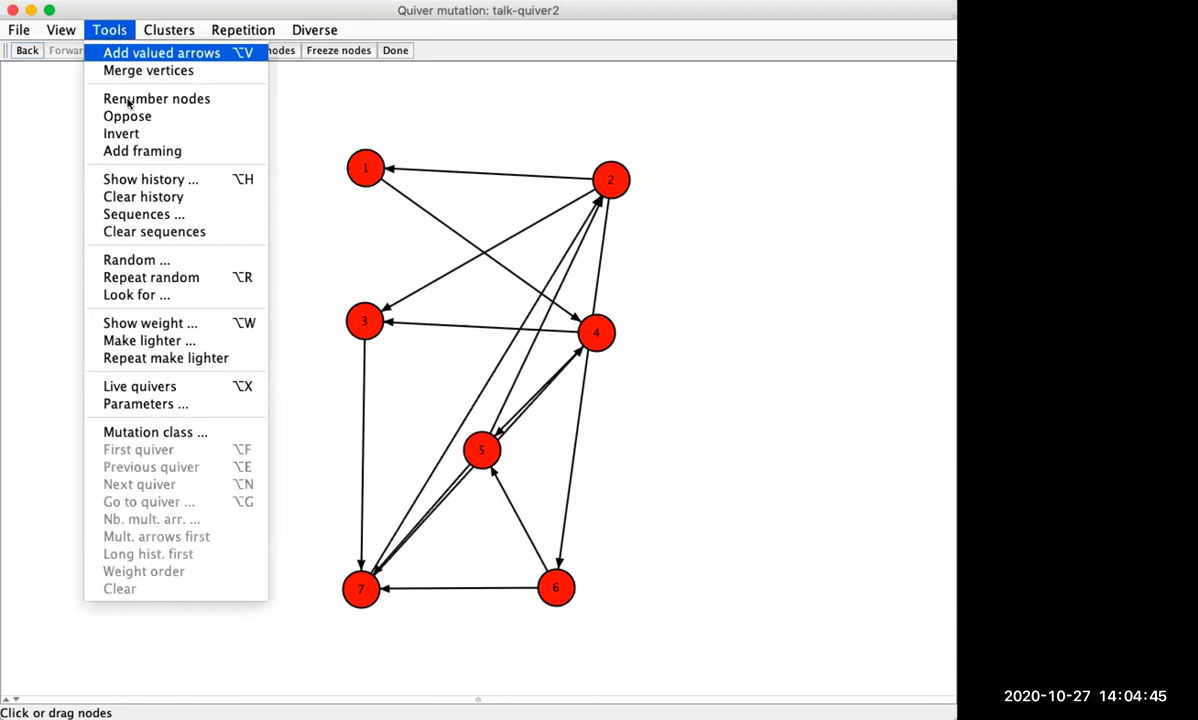 Quiver mutation: talk-quiver2
File View Tools Clusters Repetition Diverse
Back Forwar nodes Freeze nodes Done
Add valued arrows ⌥V
Merge vertices
Renumber nodes
Oppose
Invert
Add framing
Show history ... ⌥H
Clear history
Sequences ...
Clear sequences
Random ...
Repeat random ⌥R
Look for ...
Show weight ... ⌥W
Make lighter ...
Repeat make lighter
Live quivers ⌥X
Parameters ...
Mutation class ...
First quiver ⌥F
Previous quiver ⌥E
Next quiver ⌥N
Go to quiver ... ⌥G
Nb. mult. arr. ...
Mult. arrows first
Long hist. first
Weight order
Clear
1
2
3
4
5
7
6
2020-10-27 14:04:45
Click or drag nodes